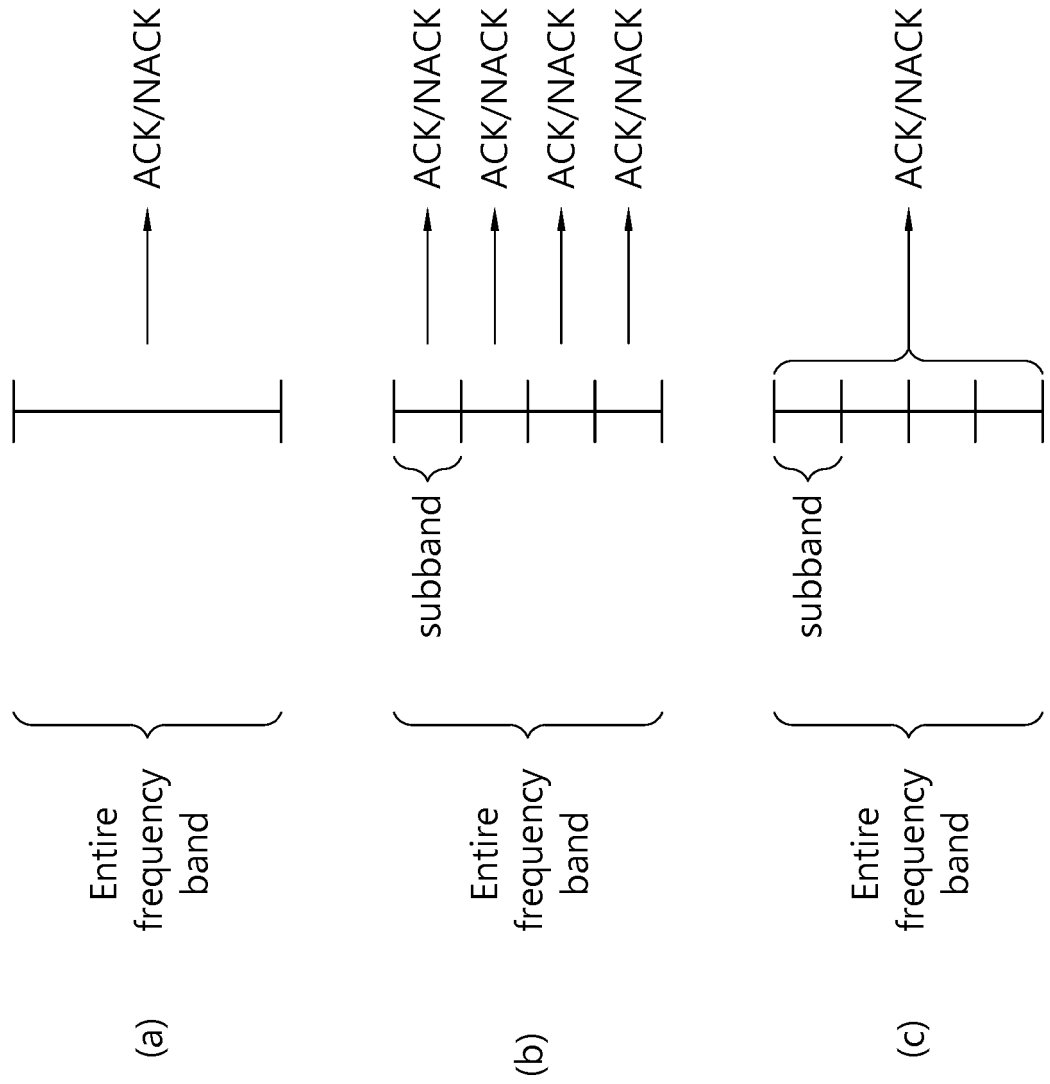 (a)
Entire
frequency
band
ACK/NACK
(b)
Entire
frequency
band
subband
ACK/NACK
ACK/NACK
ACK/NACK
ACK/NACK
(c)
Entire
frequency
band
subband
ACK/NACK